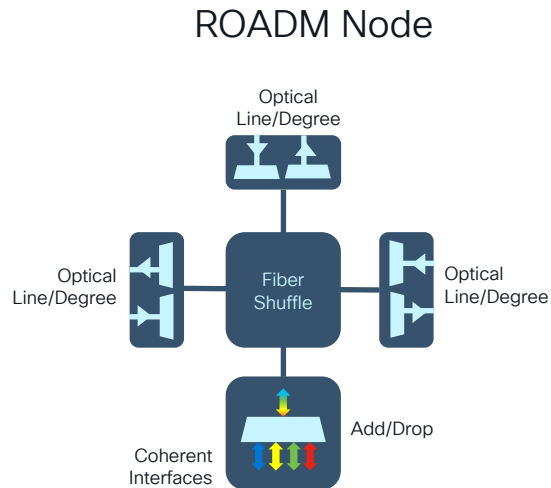 ROADM Node
Optical
Line/Degree
Optical
Line/Degree
Fiber
Shuffle
Optical
Line/Degree
Add/Drop
Coherent
Interfaces